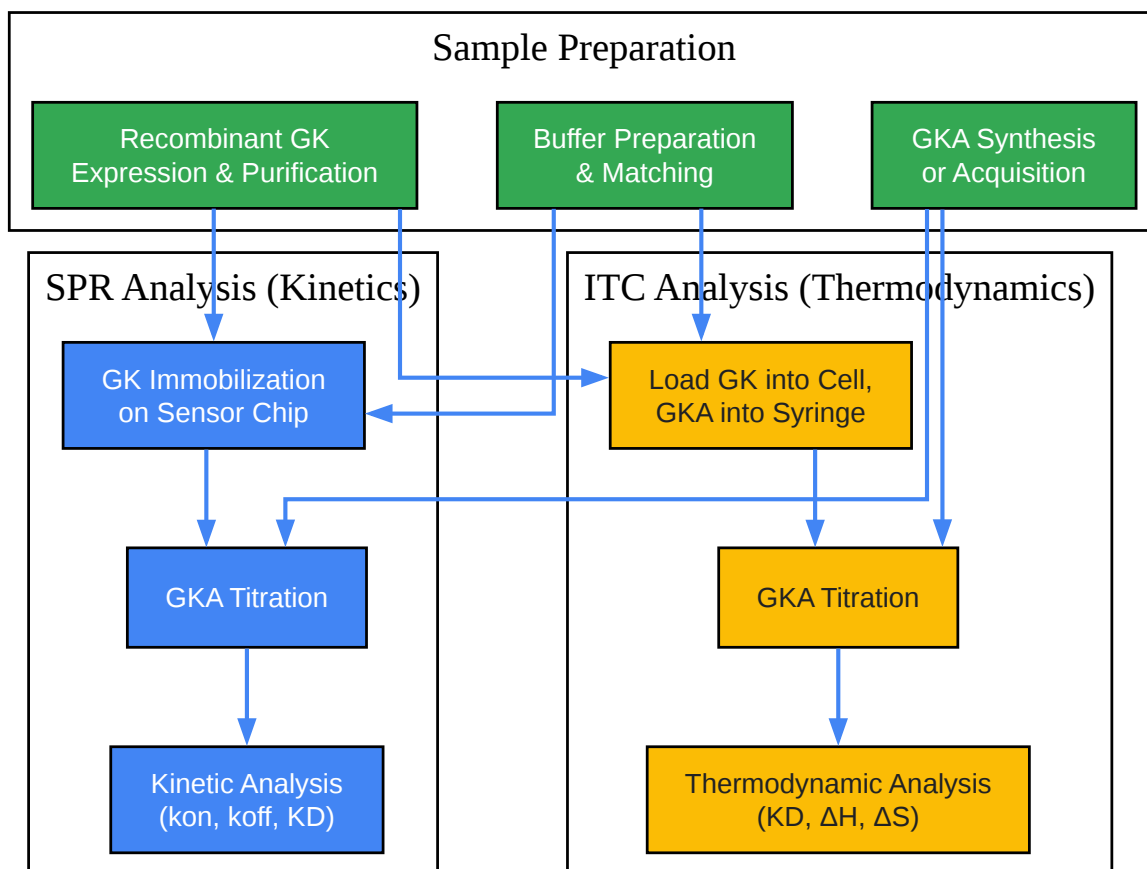 Sample Preparation
Recombinant GK
Expression & Purification
Buffer Preparation
& Matching
GKA Synthesis
or Acquisition
SPR Analysis (Kinetics)
GK Immobilization
on Sensor Chip
GKA Titration
Kinetic Analysis
(kon, koff, KD)
ITC Analysis (Thermodynamics)
Load GK into Cell,
GKA into Syringe
GKA Titration
Thermodynamic Analysis
(KD, ΔH, ΔS)